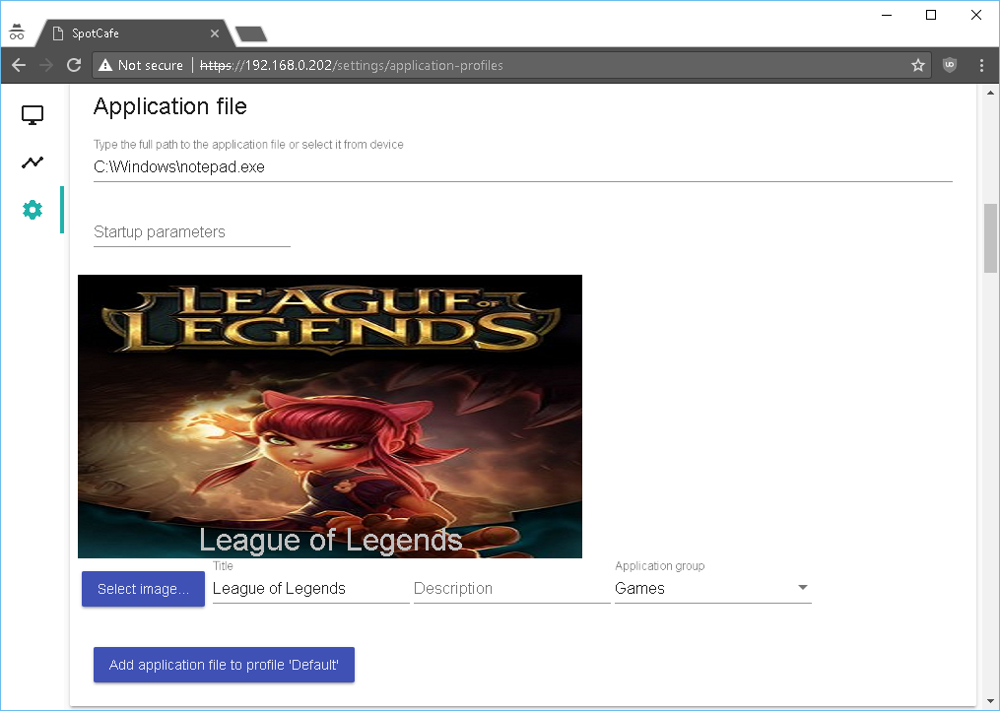 SpotCafe
Not secure | https://192.168.0.202/settings/application-profiles
Application file
Type the full path to the application file or select it from device
C:\Windows\notepad.exe
Startup parameters
LEAGUE OF
LEGENDS
League of Legends
Title
Application group
Select image...
League of Legends
Description
Games
Add application file to profile 'Default'